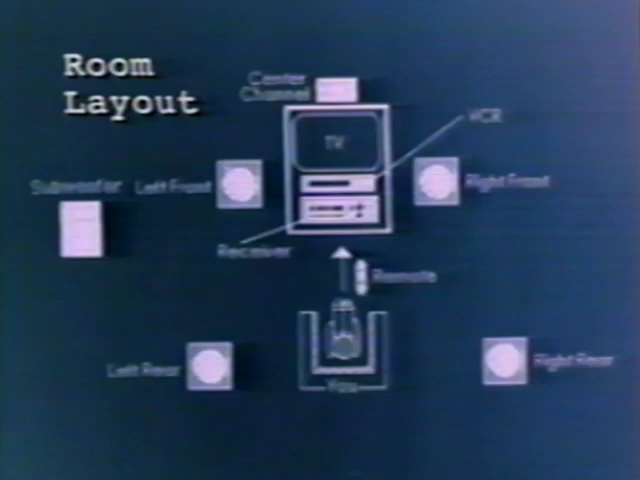 Room
Layout
Center
Channel
VCR
TV
Subwoofer
Left Front
Right Front
Receiver
Remote
Left Rear
Right Rear
You